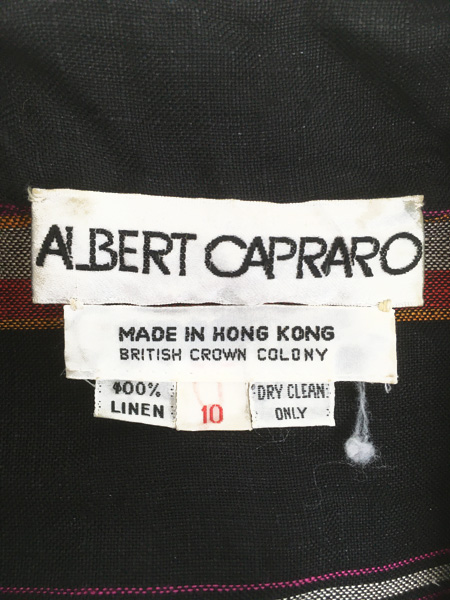 ALBERT CAPRARO
MADE IN HONG KONG
BRITISH CROWN COLONY
100%
LINEN
10
DRY CLEAN
ONLY